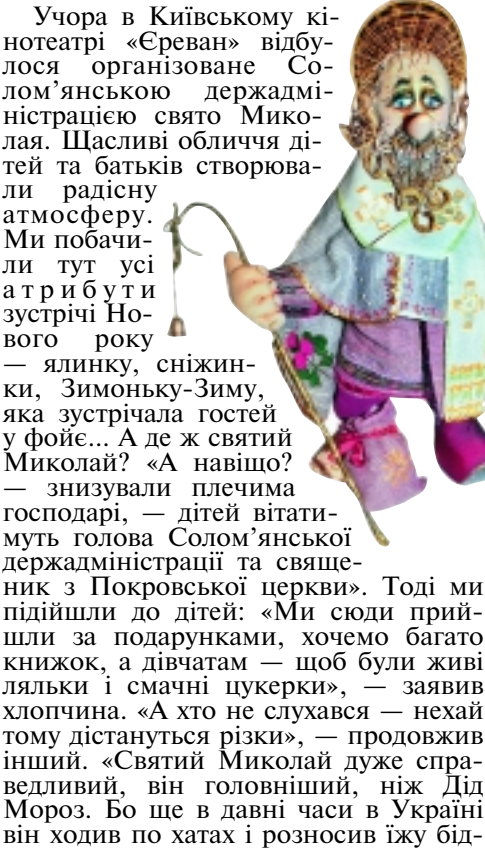 Учора в Київському кі-
нотеатрі «Єреван» відбу-
лося організоване Со-
лом’янською держадмі-
ністрацією свято Мико-
лая. Щасливі обличчя ді-
тей та батьків створюва-
ли радісну
атмосферу.
Ми побачи-
ли тут усі
атрибути
зустрічі Но-
вого року
— ялинку, сніжин-
ки, Зимоньку-Зиму,
яка зустрічала гостей
у фойє... А де ж святий
Миколай? «А навіщо?
— знизували плечима
господарі, — дітей вітати-
муть голова Солом’янської
держадміністрації та свяще-
ник з Покровської церкви». Тоді ми
підійшли до дітей: «Ми сюди прий-
шли за подарунками, хочемо багато
книжок, а дівчатам — щоб були живі
ляльки і смачні цукерки», — заявив
хлопчина. «А хто не слухався — нехай
тому дістануться різки», — продовжив
інший. «Святий Миколай дуже спра-
ведливий, він головніший, ніж Дід
Мороз. Бо ще в давні часи в Україні
він ходив по хатах і розносив їжу бід-